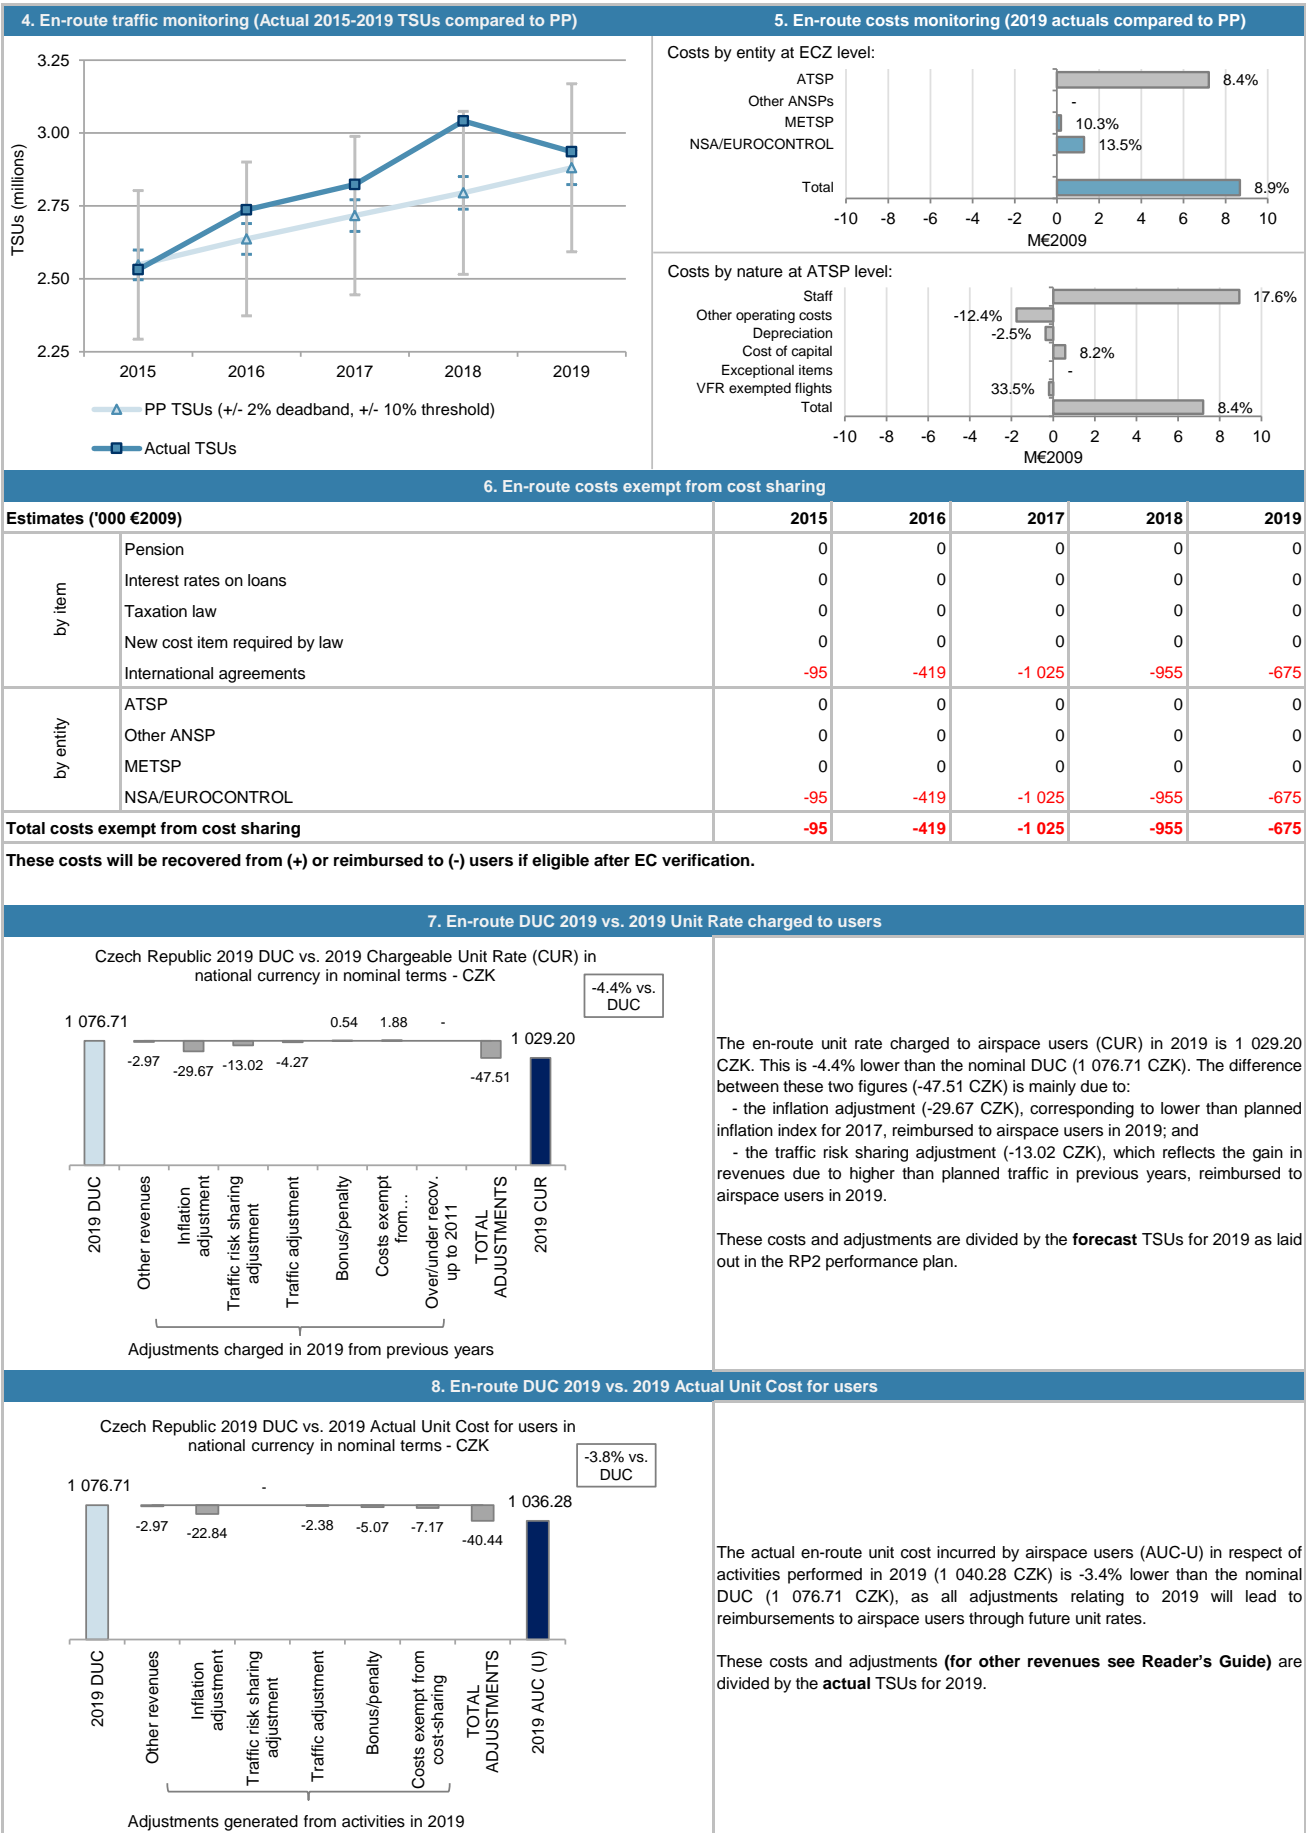 4. En-route traffic monitoring (Actual 2015-2019 TSUs compared to PP)
3.25
3.00
2.75
2.50
2.25
TSUs (millions)
2015 2016 2017 2018 2019
PP TSUs (+/- 2% deadband, +/- 10% threshold)
Actual TSUs
5. En-route costs monitoring (2019 actuals compared to PP)
Costs by entity at ECZ level:
ATSP 8.4%
Other ANSPs -
METSP 10.3%
NSA/EUROCONTROL 13.5%
Total 8.9%
-10 -8 -6 -4 -2 0 2 4 6 8 10
M€2009
Costs by nature at ATSP level:
Staff 17.6%
Other operating costs -12.4%
Depreciation -2.5%
Cost of capital 8.2%
Exceptional items -
VFR exempted flights 33.5%
Total 8.4%
-10 -8 -6 -4 -2 0 2 4 6 8 10
M€2009
6. En-route costs exempt from cost sharing
Estimates ('000 €2009) 2015 2016 2017 2018 2019
by item
Pension 0 0 0 0 0
Interest rates on loans 0 0 0 0 0
Taxation law 0 0 0 0 0
New cost item required by law 0 0 0 0 0
International agreements -95 -419 -1 025 -955 -675
by entity
ATSP 0 0 0 0 0
Other ANSP 0 0 0 0 0
METSP 0 0 0 0 0
NSA/EUROCONTROL -95 -419 -1 025 -955 -675
Total costs exempt from cost sharing -95 -419 -1 025 -955 -675
These costs will be recovered from (+) or reimbursed to (-) users if eligible after EC verification.
7. En-route DUC 2019 vs. 2019 Unit Rate charged to users
Czech Republic 2019 DUC vs. 2019 Chargeable Unit Rate (CUR) in
national currency in nominal terms - CZK
-4.4% vs.
DUC
1 076.71 -2.97 -29.67 -13.02 -4.27 0.54 1.88 - -47.51 1 029.20
2019 DUC
Other revenues
Inflation
adjustment
Traffic risk sharing
adjustment
Traffic adjustment
Bonus/penalty
Costs exempt
from…
Over/under recov.
up to 2011
TOTAL
ADJUSTMENTS
2019 CUR
Adjustments charged in 2019 from previous years
The en-route unit rate charged to airspace users (CUR) in 2019 is 1 029.20
CZK. This is -4.4% lower than the nominal DUC (1 076.71 CZK). The difference
between these two figures (-47.51 CZK) is mainly due to:
- the inflation adjustment (-29.67 CZK), corresponding to lower than planned
inflation index for 2017, reimbursed to airspace users in 2019; and
- the traffic risk sharing adjustment (-13.02 CZK), which reflects the gain in
revenues due to higher than planned traffic in previous years, reimbursed to
airspace users in 2019.
These costs and adjustments are divided by the forecast TSUs for 2019 as laid
out in the RP2 performance plan.
8. En-route DUC 2019 vs. 2019 Actual Unit Cost for users
Czech Republic 2019 DUC vs. 2019 Actual Unit Cost for users in
national currency in nominal terms - CZK
-3.8% vs.
DUC
1 076.71 -2.97 -22.84 - -2.38 -5.07 -7.17 -40.44 1 036.28
2019 DUC
Other revenues
Inflation
adjustment
Traffic risk sharing
adjustment
Traffic adjustment
Bonus/penalty
Costs exempt from
cost-sharing
TOTAL
ADJUSTMENTS
2019 AUC (U)
Adjustments generated from activities in 2019
The actual en-route unit cost incurred by airspace users (AUC-U) in respect of
activities performed in 2019 (1 040.28 CZK) is -3.4% lower than the nominal
DUC (1 076.71 CZK), as all adjustments relating to 2019 will lead to
reimbursements to airspace users through future unit rates.
These costs and adjustments (for other revenues see Reader's Guide) are
divided by the actual TSUs for 2019.